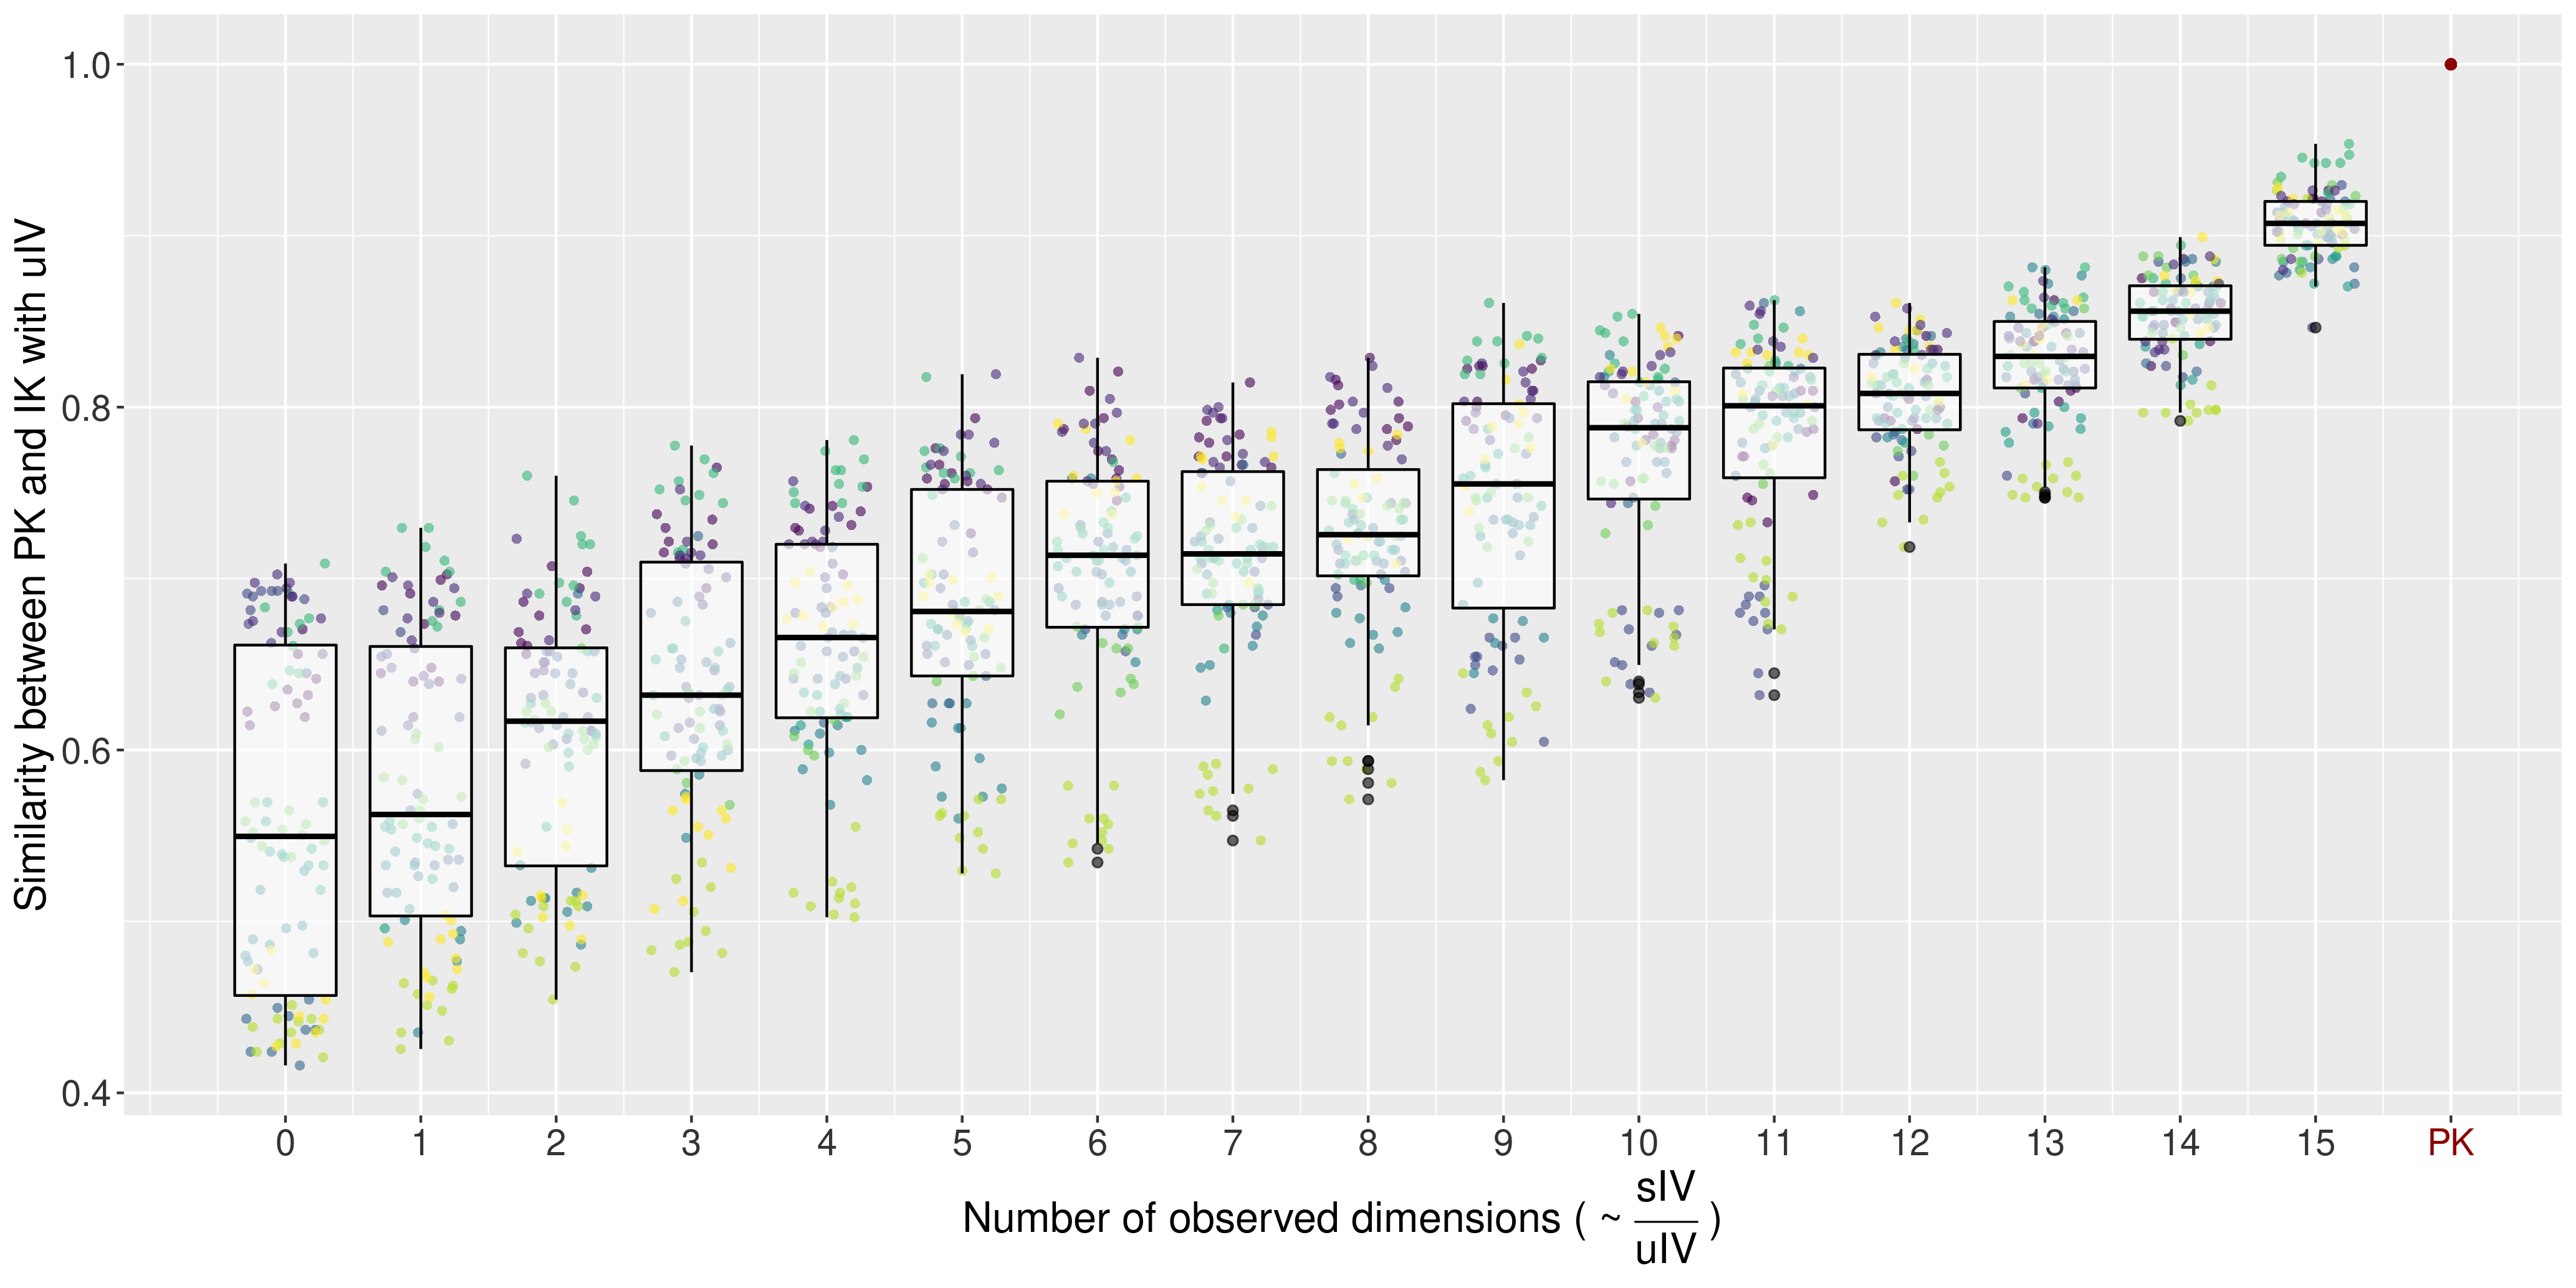 Similarity between PK and IK with uIV
1.0
0.8
0.6
0.4
0 1 2 3 4 5 6 7 8 9 10 11 12 13 14 15 PK
Number of observed dimensions ( ~ sIV / uIV )